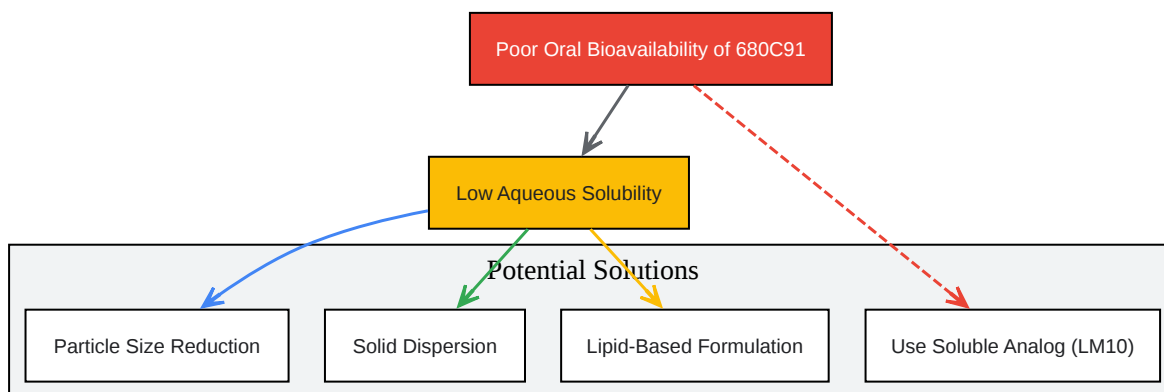 Poor Oral Bioavailability of 680C91
Low Aqueous Solubility
Potential Solutions
Particle Size Reduction
Solid Dispersion
Lipid-Based Formulation
Use Soluble Analog (LM10)